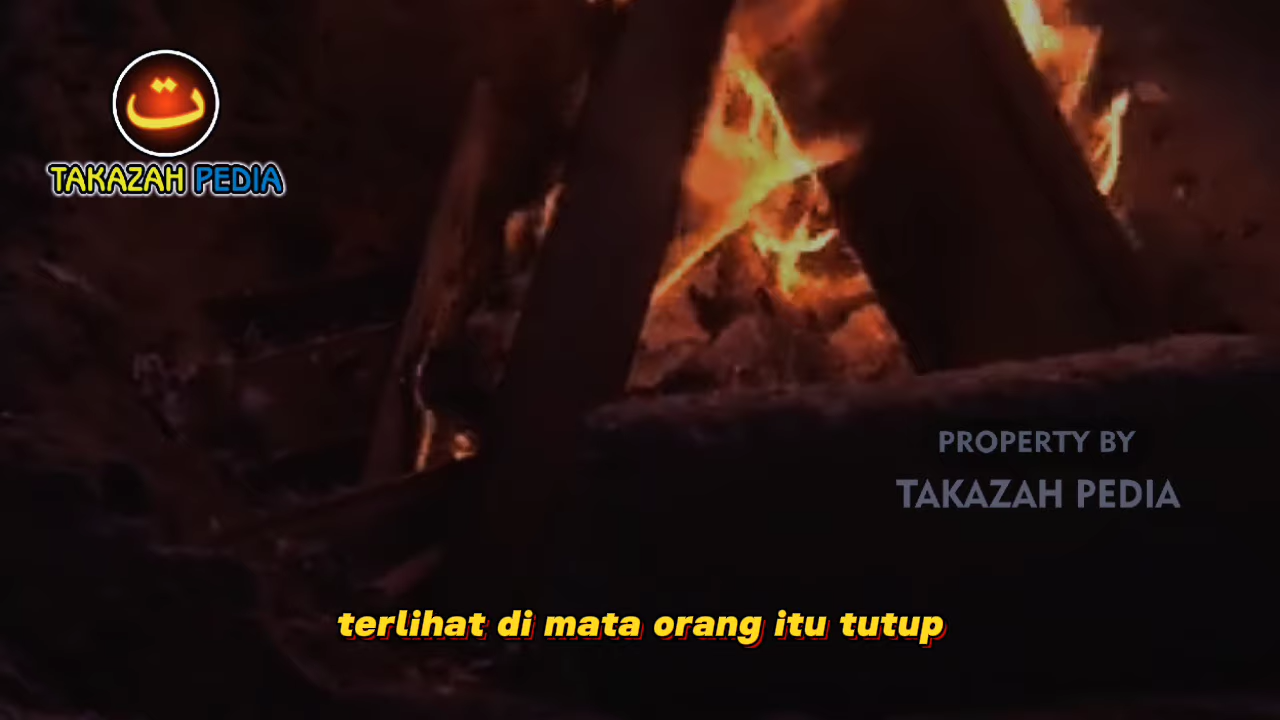 ت
TAKAZAH PEDIA
PROPERTY BY
TAKAZAH PEDIA
terlihat di mata orang itu tutup